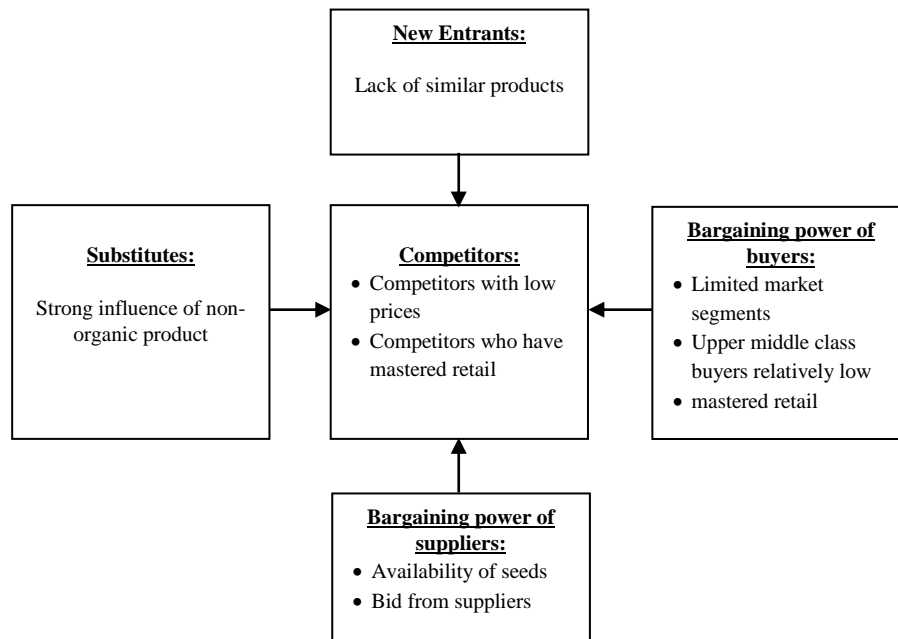 New Entrants:
Lack of similar products
Substitutes:
Strong influence of non-
organic product
Competitors:
• Competitors with low
prices
• Competitors who have
mastered retail
Bargaining power of
buyers:
• Limited market
segments
• Upper middle class
buyers relatively low
• mastered retail
Bargaining power of
suppliers:
• Availability of seeds
• Bid from suppliers